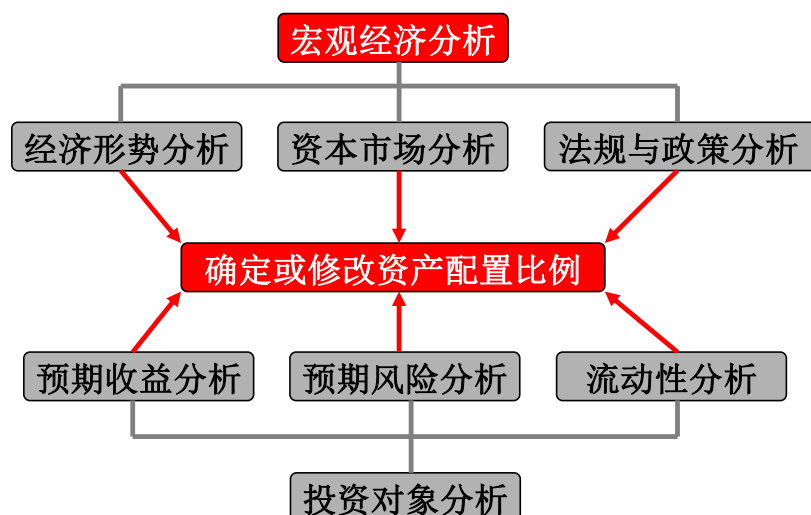 宏观经济分析
经济形势分析
资本市场分析
法规与政策分析
确定或修改资产配置比例
预期收益分析
预期风险分析
流动性分析
投资对象分析